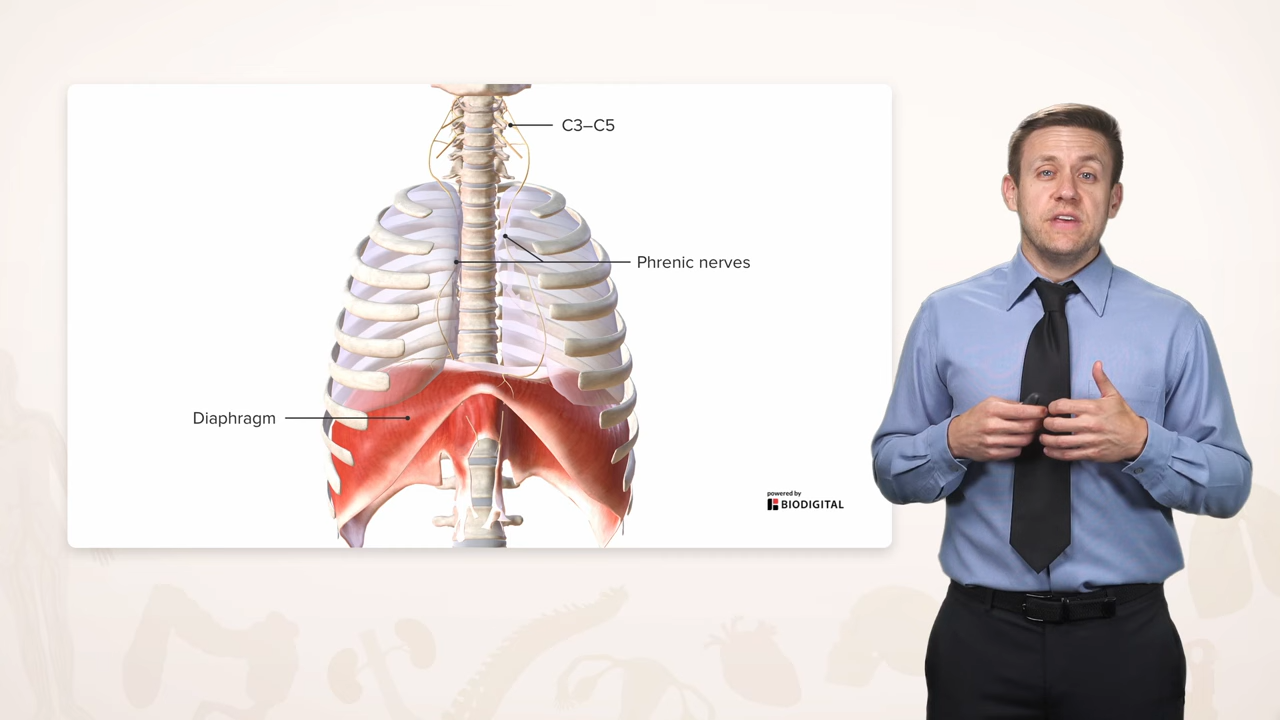 C3–C5
Phrenic nerves
Diaphragm
powered by
BIODIGITAL